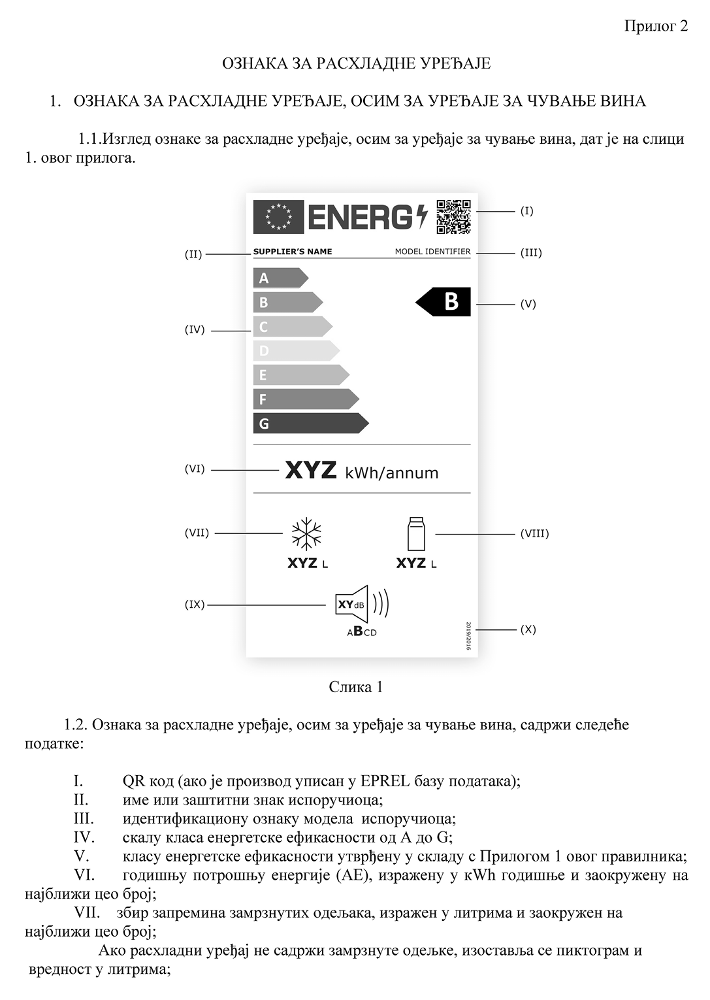 Прилог 2
ОЗНАКА ЗА РАСХЛАДНЕ УРЕЂАЈЕ
1. ОЗНАКА ЗА РАСХЛАДНЕ УРЕЂАЈЕ, ОСИМ ЗА УРЕЂАЈЕ ЗА ЧУВАЊЕ ВИНА
1.1.Изглед ознаке за расхладне уређаје, осим за уређаје за чување вина, дат је на слици
1. овог прилога.
ENERG
(I)
(II)
SUPPLIER'S NAME MODEL IDENTIFIER
(III)
A
B
B
(V)
(IV)
C
D
E
F
G
(VI)
XYZ kWh/annum
(VII)
(VIII)
XYZ L
XYZ L
(IX)
XY dB
ABCD
2019/2016
(X)
Слика 1
1.2. Ознака за расхладне уређаје, осим за уређаје за чување вина, садржи следеће
податке:
I. QR код (ако је производ уписан у EPREL базу података);
II. име или заштитни знак испоручиоца;
III. идентификациону ознаку модела испоручиоца;
IV. скалу класа енергетске ефикасности од A до G;
V. класу енергетске ефикасности утврђену у складу с Прилогом 1 овог правилника;
VI. годишњу потрошњу енергије (AE), изражену у кWh годишње и заокружену на
најближи цео број;
VII. збир запремина замрзнутих одељака, изражен у литрима и заокружен на
најближи цео број;
Ако расхладни уређај не садржи замрзнуте одељке, изоставља се пиктограм и
вредност у литрима;